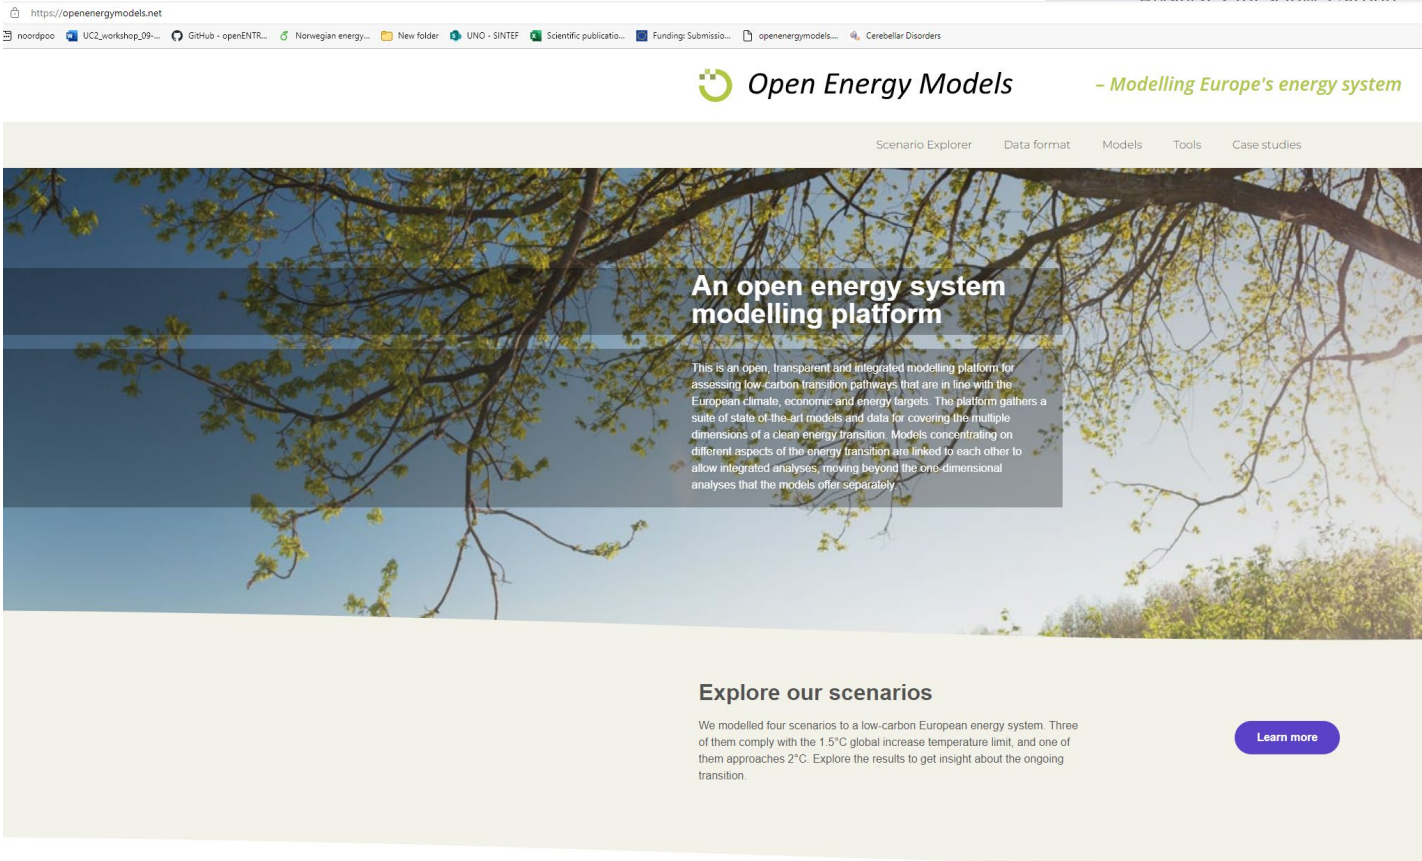 https://openenergymodels.net
noordpoo
UC2_workshop_09-...
GitHub - openENTR...
Norwegian energy...
New folder
UNO - SINTEF
Scientific publicatio...
Funding: Submissio...
openenergymodels....
Cerebellar Disorders
Open Energy Models
– Modelling Europe's energy system
Scenario Explorer
Data format
Models
Tools
Case studies
An open energy system
modelling platform
This is an open, transparent and integrated modelling platform for
assessing low-carbon transition pathways that are in line with the
European climate, economic and energy targets. The platform gathers a
suite of state of-the-art models and data for covering the multiple
dimensions of a clean energy transition. Models concentrating on
different aspects of the energy transition are linked to each other to
allow integrated analyses, moving beyond the one-dimensional
analyses that the models offer separately.
Explore our scenarios
We modelled four scenarios to a low-carbon European energy system. Three
of them comply with the 1.5°C global increase temperature limit, and one of
them approaches 2°C. Explore the results to get insight about the ongoing
transition.
Learn more